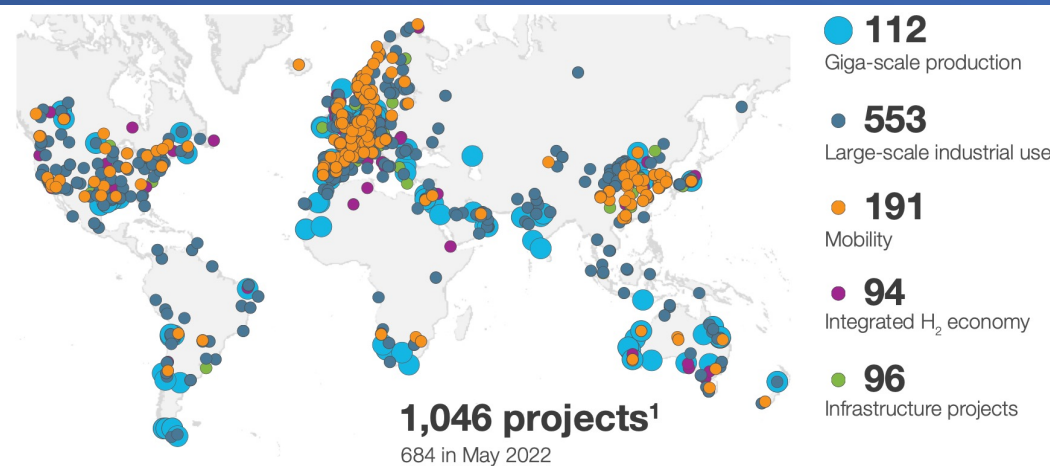 112
Giga-scale production
553
Large-scale industrial use
191
Mobility
94
Integrated H₂ economy
96
Infrastructure projects
1,046 projects¹
684 in May 2022